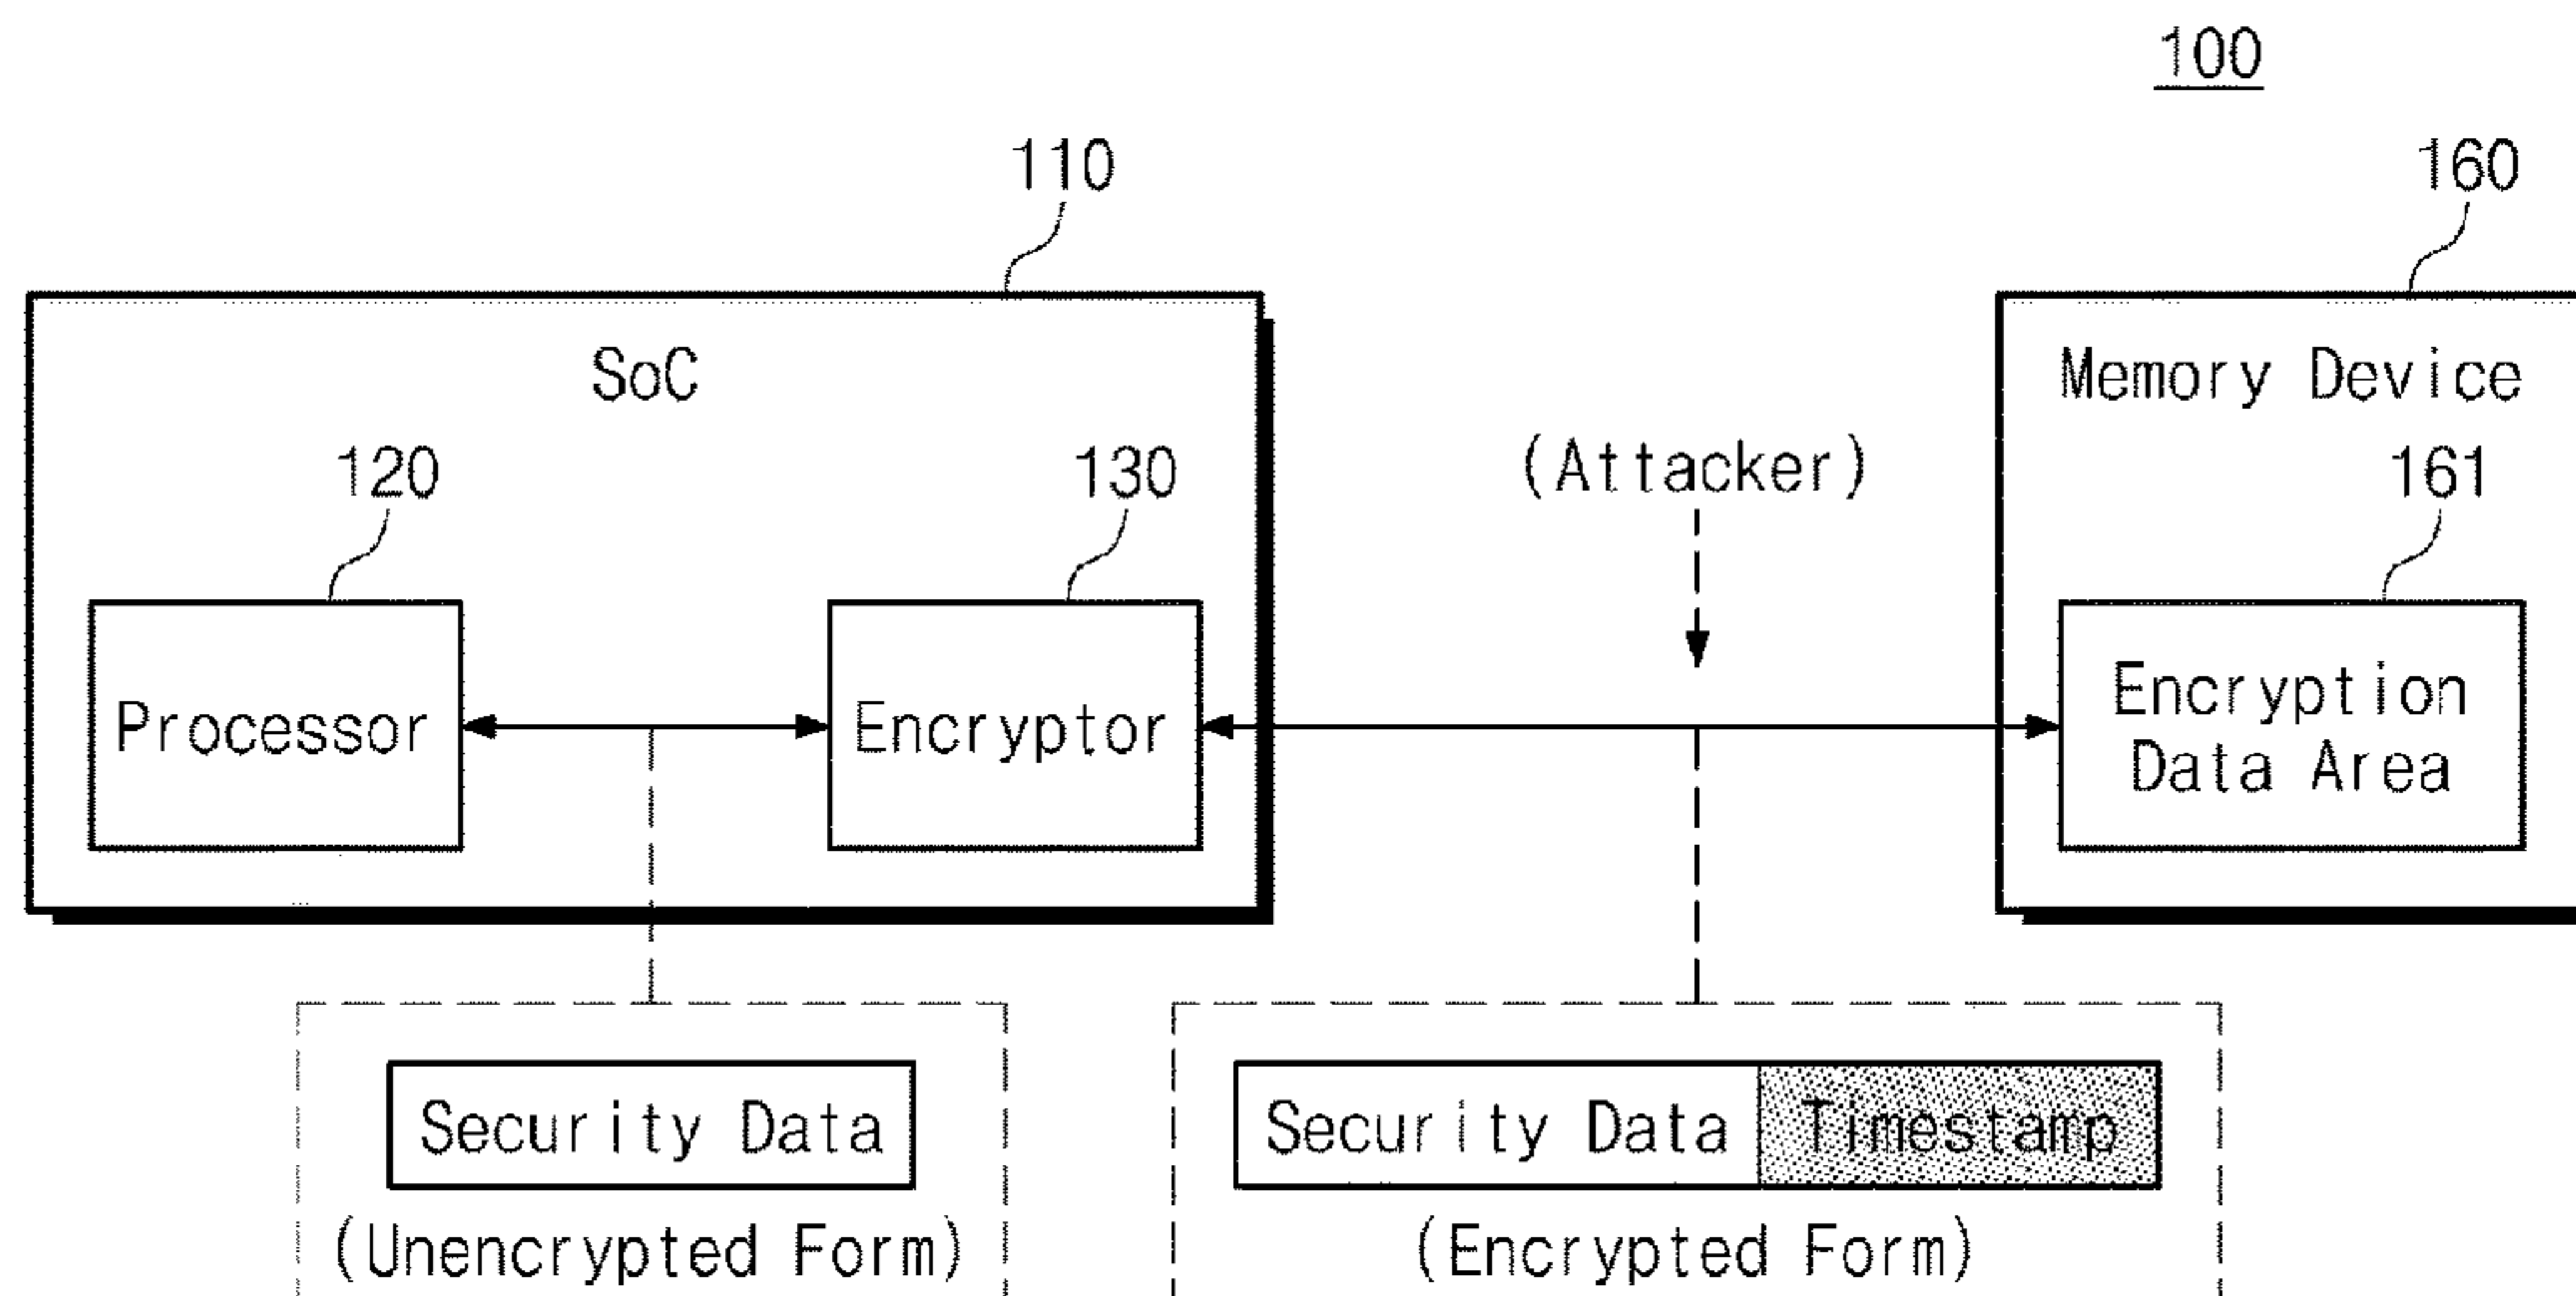 100
110
160
SoC
Memory Device
120
130
(Attacker)
161
Processor
Encryptor
Encryption
Data Area
Security Data
Security Data Timestamp
(Unencrypted Form)
(Encrypted Form)